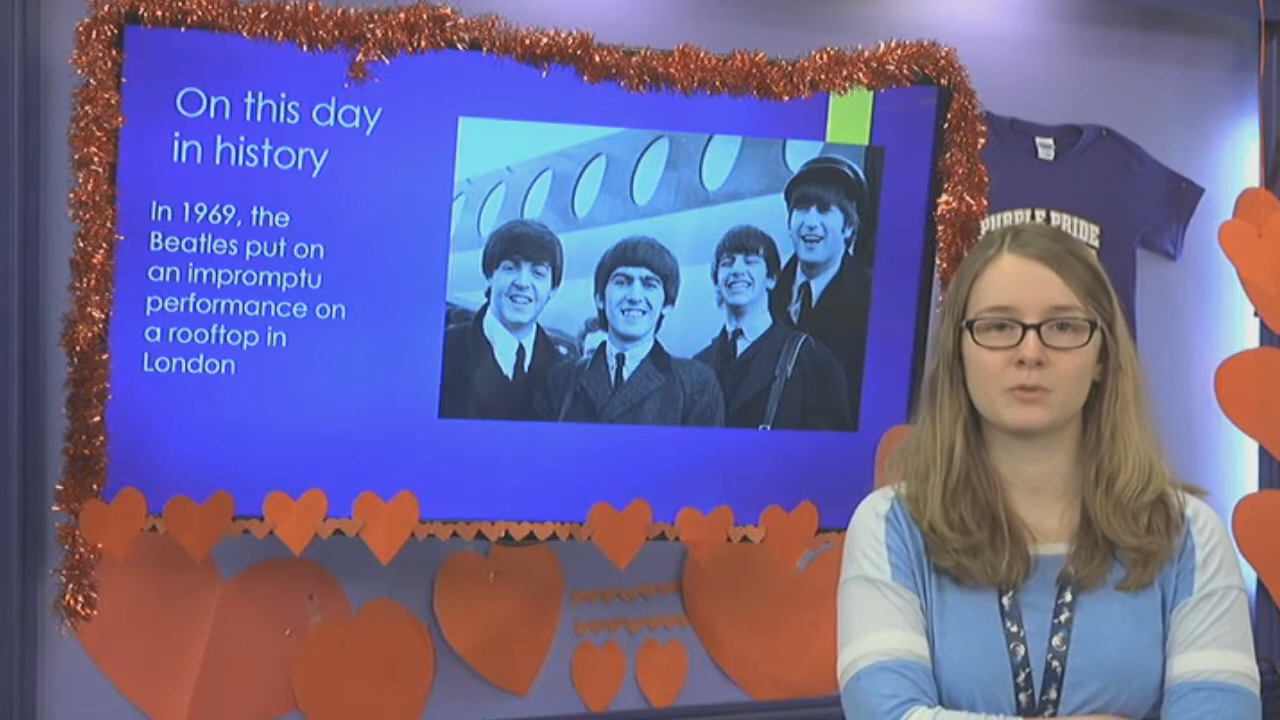 On this day
in history
In 1969, the
Beatles put on
an impromptu
performance on
a rooftop in
London
PURPLE PRIDE